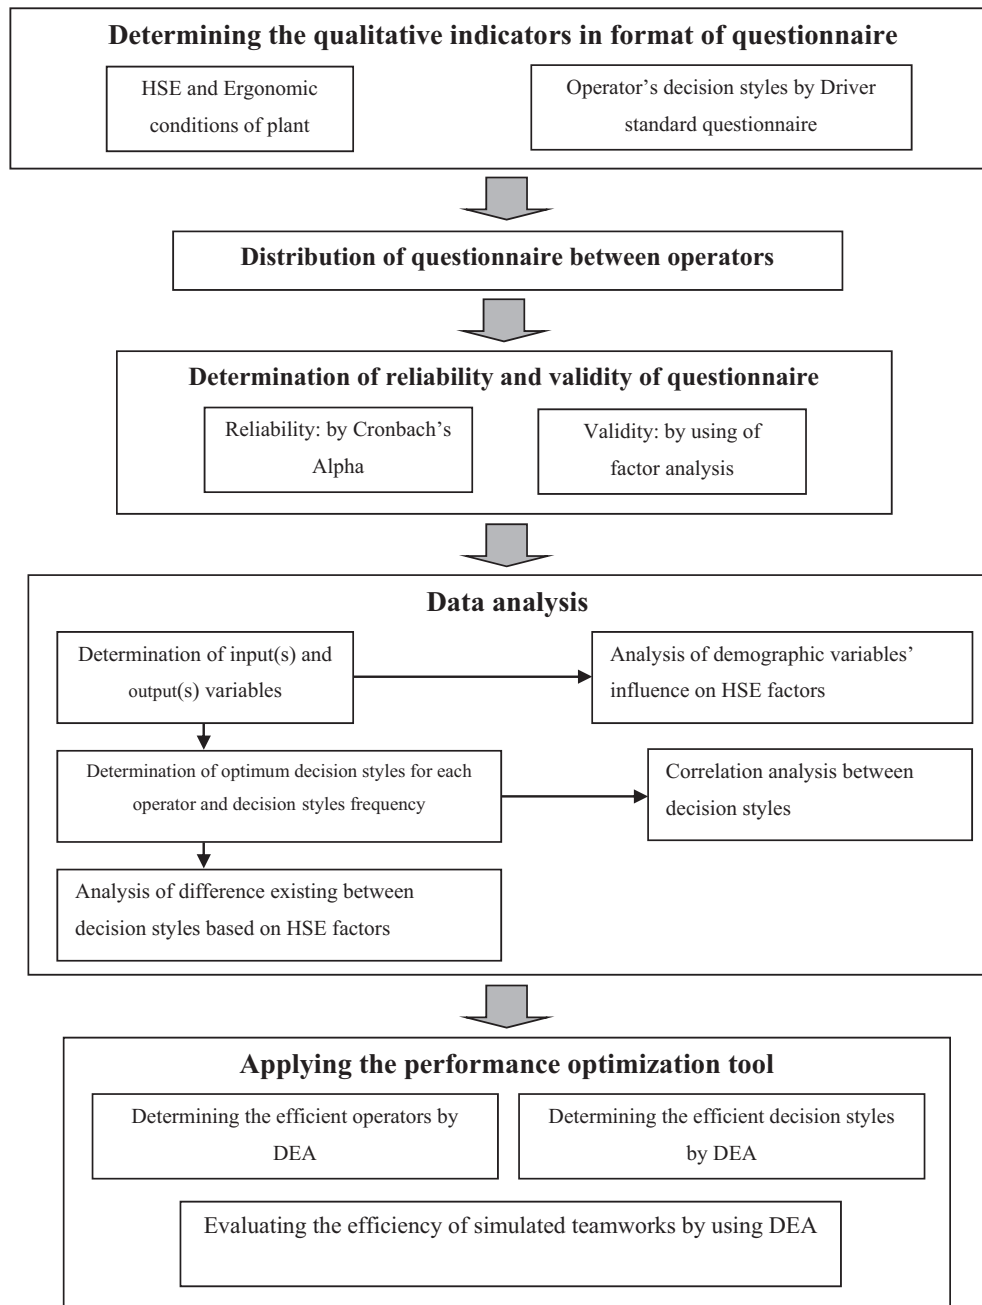 Determining the qualitative indicators in format of questionnaire
HSE and Ergonomic
conditions of plant
Operator’s decision styles by Driver
standard questionnaire
Distribution of questionnaire between operators
Determination of reliability and validity of questionnaire
Reliability: by Cronbach’s
Alpha
Validity: by using of
factor analysis
Data analysis
Determination of input(s) and
output(s) variables
Analysis of demographic variables’
influence on HSE factors
Determination of optimum decision styles for each
operator and decision styles frequency
Correlation analysis between
decision styles
Analysis of difference existing between
decision styles based on HSE factors
Applying the performance optimization tool
Determining the efficient operators by
DEA
Determining the efficient decision styles
by DEA
Evaluating the efficiency of simulated teamworks by using DEA